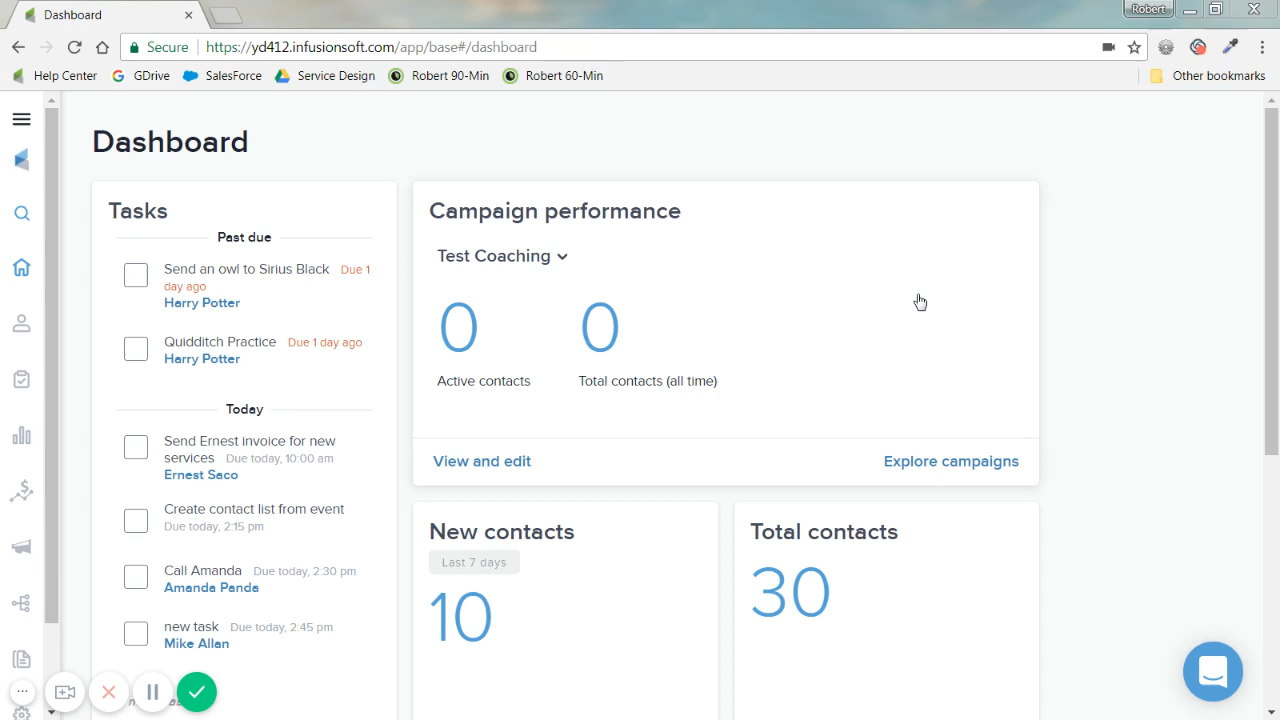 Dashboard
Robert
Secure
https://yd412.infusionsoft.com/app/base#/dashboard
Help Center
GDrive
SalesForce
Service Design
Robert 90-Min
Robert 60-Min
Other bookmarks
Dashboard
Tasks
Past due
Send an owl to Sirius Black Due 1
day ago
Harry Potter
Quidditch Practice Due 1 day ago
Harry Potter
Today
Send Ernest invoice for new
services Due today, 10:00 am
Ernest Saco
Create contact list from event
Due today, 2:15 pm
Call Amanda Due today, 2:30 pm
Amanda Panda
new task Due today, 2:45 pm
Mike Allan
Campaign performance
Test Coaching
0
Active contacts
0
Total contacts (all time)
View and edit
Explore campaigns
New contacts
Last 7 days
10
Total contacts
30